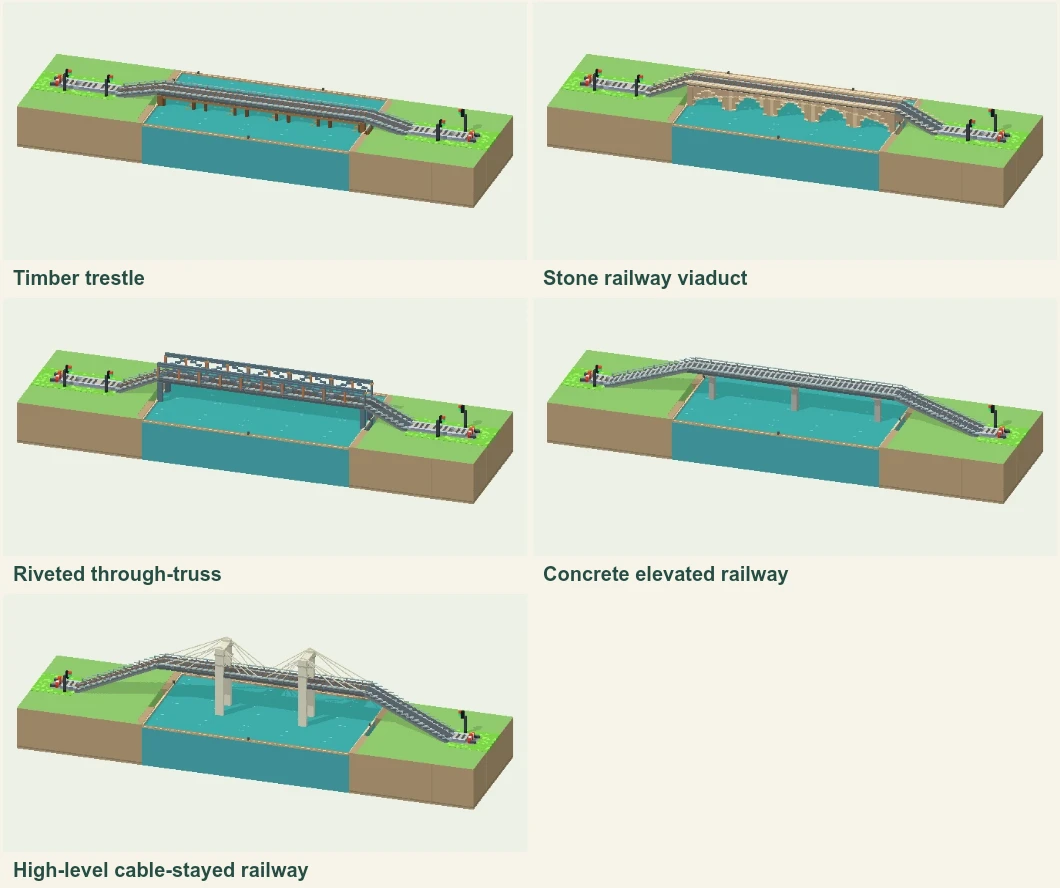 Timber trestle
Stone railway viaduct
Riveted through-truss
Concrete elevated railway
High-level cable-stayed railway